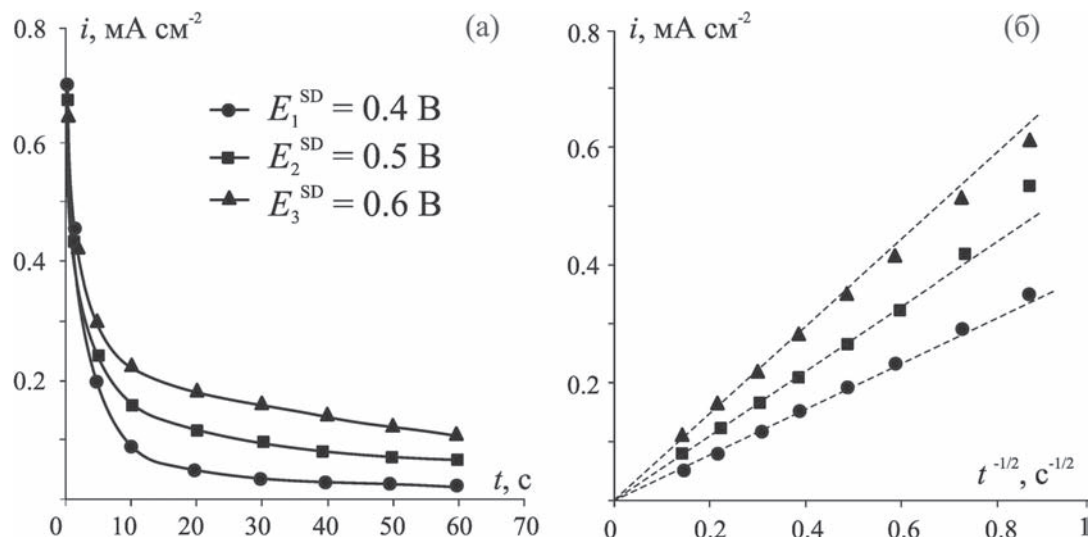 i, мА см⁻²
(а)
0.8
0.6
0.4
0.2
0
E₁ˢᴰ = 0.4 В
E₂ˢᴰ = 0.5 В
E₃ˢᴰ = 0.6 В
t, с
0 10 20 30 40 50 60 70
i, мА см⁻²
(б)
0.8
0.6
0.4
0.2
t⁻¹/², с⁻¹/²
0 0.2 0.4 0.6 0.8 1